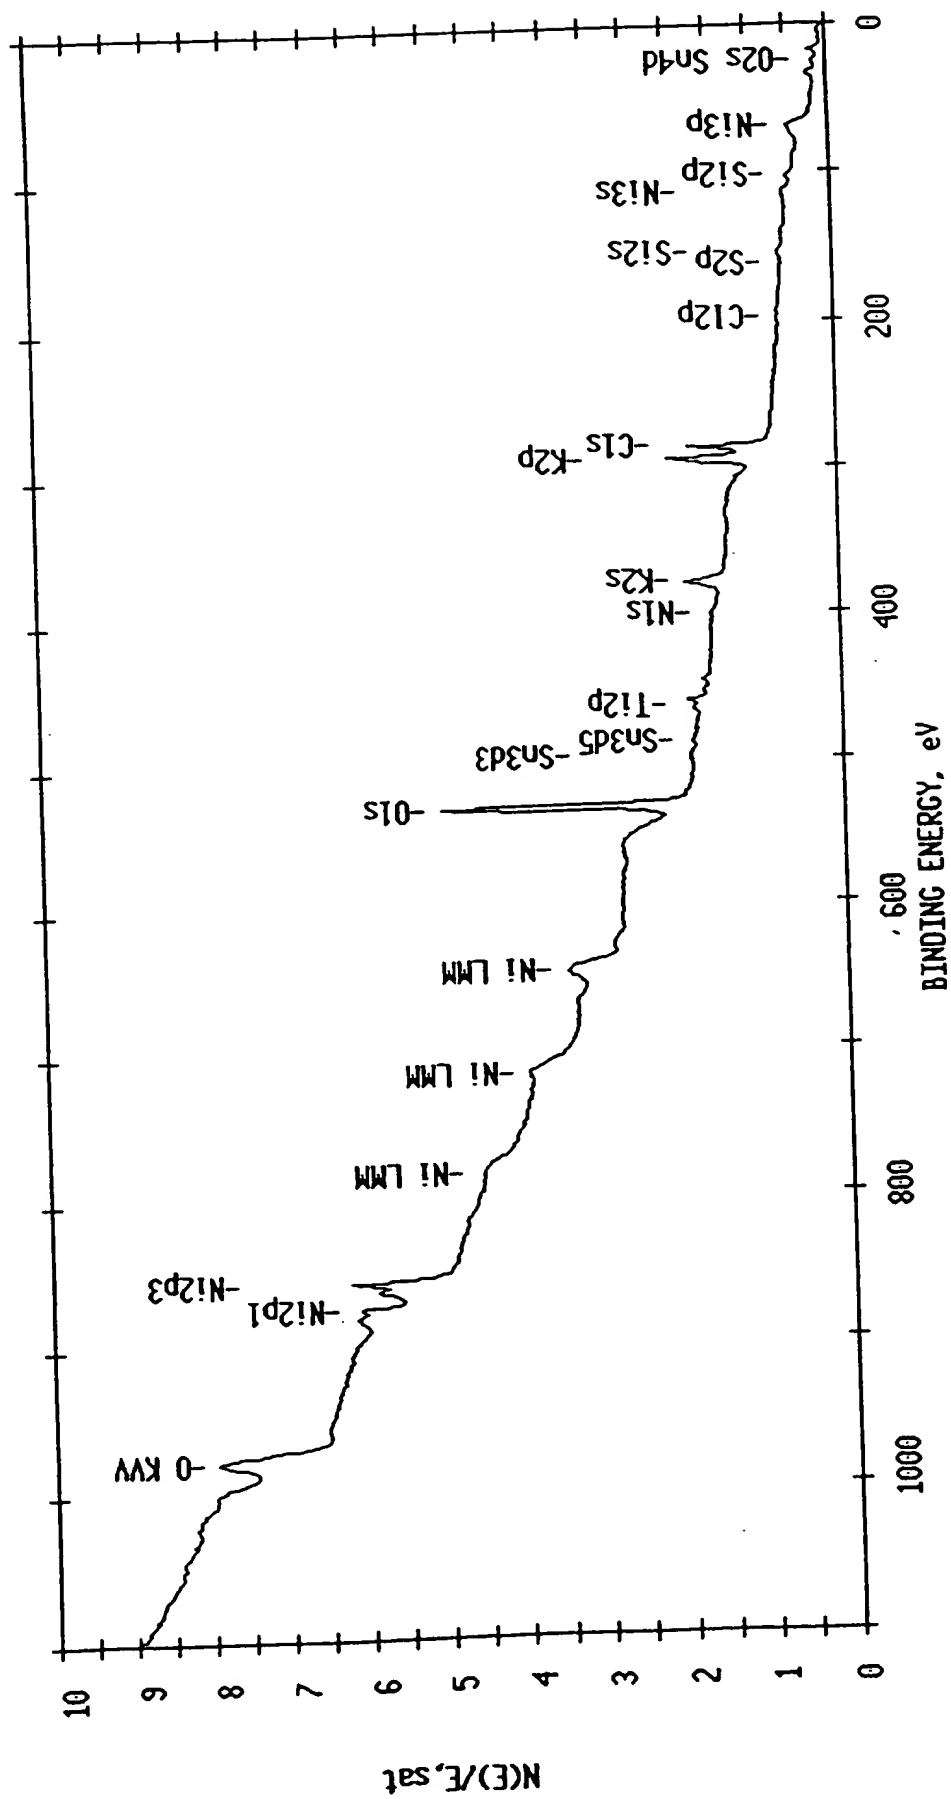 N(E)/E,sat
10
9
8
7
6
5
4
3
2
1
0
-O KVV
-Ni2p3
-Ni2p1
-Ni LMM
-Ni LMM
-Ni LMM
-O1s
-Sn3d3
-Sn3d5
-Ti2p
-N1s
-K2s
-K2p
-C1s
-Cl2p
-S2p
-Si2s
-Ni3s
-Si2p
-Ni3p
-O2s Sn4d
1000
800
600
400
200
0
BINDING ENERGY, eV